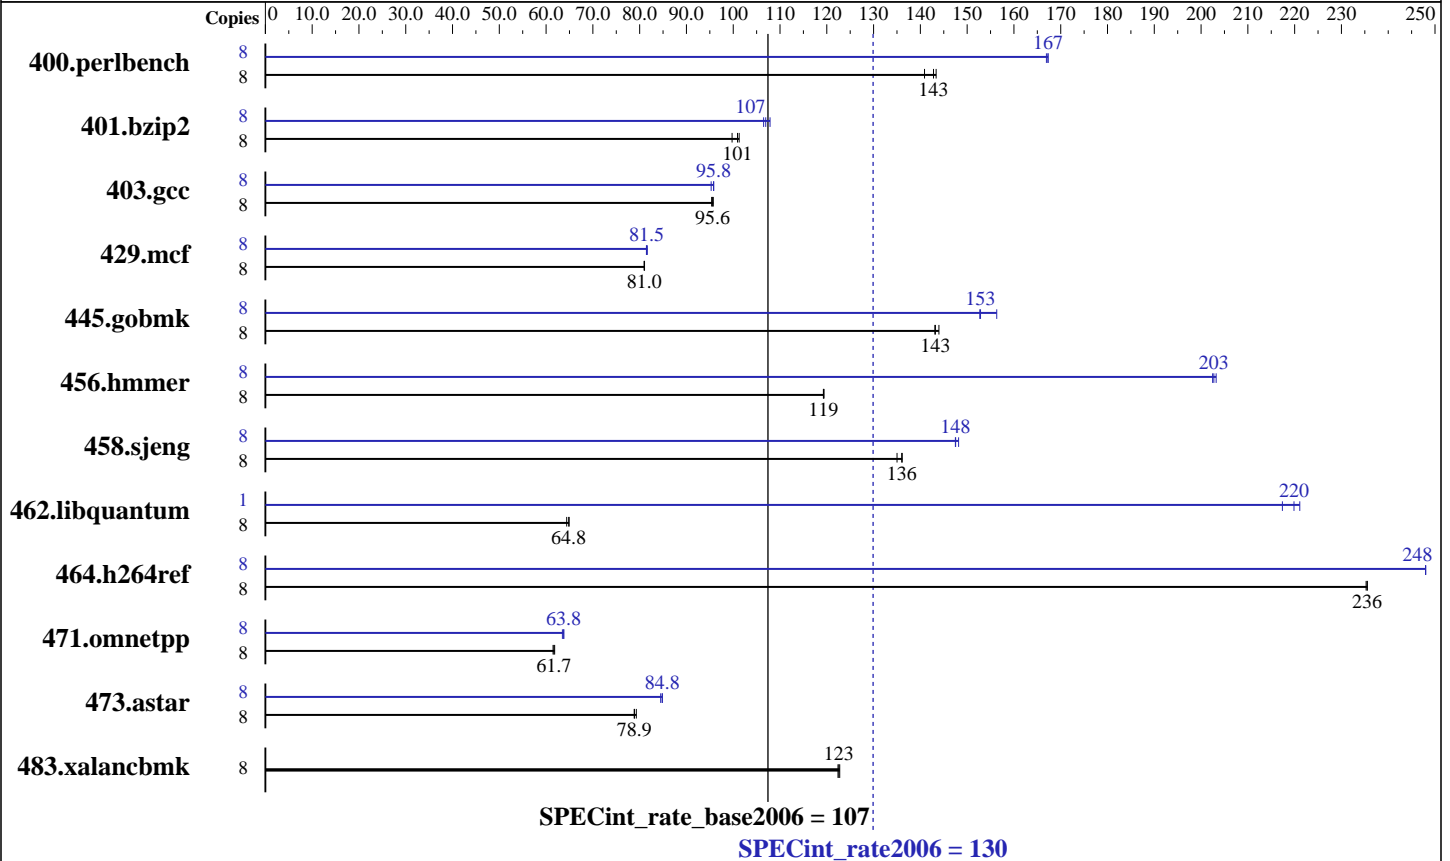 Copies 0 10.0 20.0 30.0 40.0 50.0 60.0 70.0 80.0 90.0 100 110 120 130 140 150 160 170 180 190 200 210 220 230 250
400.perlbench 8 167
8 143
401.bzip2 8 107
8 101
403.gcc 8 95.8
8 95.6
429.mcf 8 81.5
8 81.0
445.gobmk 8 153
8 143
456.hmmer 8 203
8 119
458.sjeng 8 148
8 136
462.libquantum 1 220
8 64.8
464.h264ref 8 248
8 236
471.omnetpp 8 63.8
8 61.7
473.astar 8 84.8
8 78.9
483.xalancbmk 8 123
SPECint_rate_base2006 = 107
SPECint_rate2006 = 130